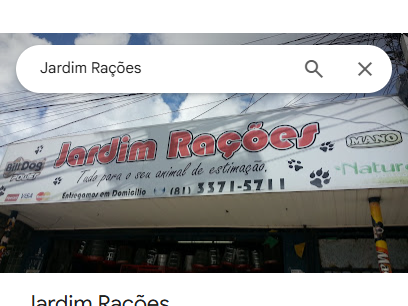 Jardim Rações
Jardim Rações
MANO
Tudo para o seu animal de estimação.
Natur
Entregamos em Domicílio (81) 3371-5711
Jardim Rações